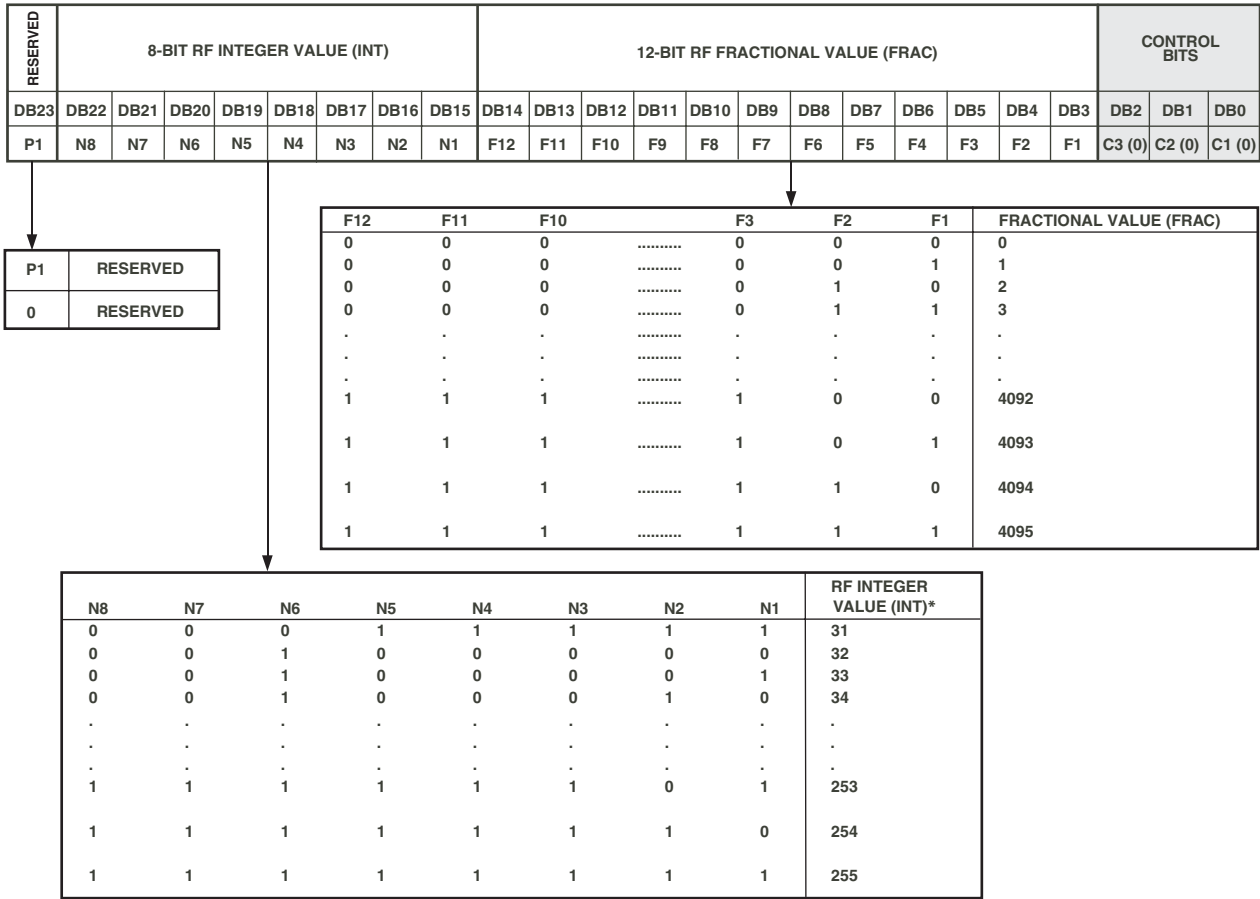 RESERVED
8-BIT RF INTEGER VALUE (INT)
12-BIT RF FRACTIONAL VALUE (FRAC)
CONTROL
BITS
DB23 DB22 DB21 DB20 DB19 DB18 DB17 DB16 DB15 DB14 DB13 DB12 DB11 DB10 DB9 DB8 DB7 DB6 DB5 DB4 DB3 DB2 DB1 DB0
P1 N8 N7 N6 N5 N4 N3 N2 N1 F12 F11 F10 F9 F8 F7 F6 F5 F4 F3 F2 F1 C3 (0) C2 (0) C1 (0)
P1 RESERVED
0 RESERVED
F12 F11 F10 F3 F2 F1 FRACTIONAL VALUE (FRAC)
0 0 0 .......... 0 0 0 0
0 0 0 .......... 0 0 1 1
0 0 0 .......... 0 1 0 2
0 0 0 .......... 0 1 1 3
. . . .......... . . . .
. . . .......... . . . .
. . . .......... . . . .
1 1 1 .......... 1 0 0 4092
1 1 1 .......... 1 0 1 4093
1 1 1 .......... 1 1 0 4094
1 1 1 .......... 1 1 1 4095
RF INTEGER
N8 N7 N6 N5 N4 N3 N2 N1 VALUE (INT)*
0 0 0 1 1 1 1 1 31
0 0 1 0 0 0 0 0 32
0 0 1 0 0 0 0 1 33
0 0 1 0 0 0 1 0 34
. . . . . . . . .
. . . . . . . . .
. . . . . . . . .
1 1 1 1 1 1 0 1 253
1 1 1 1 1 1 1 0 254
1 1 1 1 1 1 1 1 255